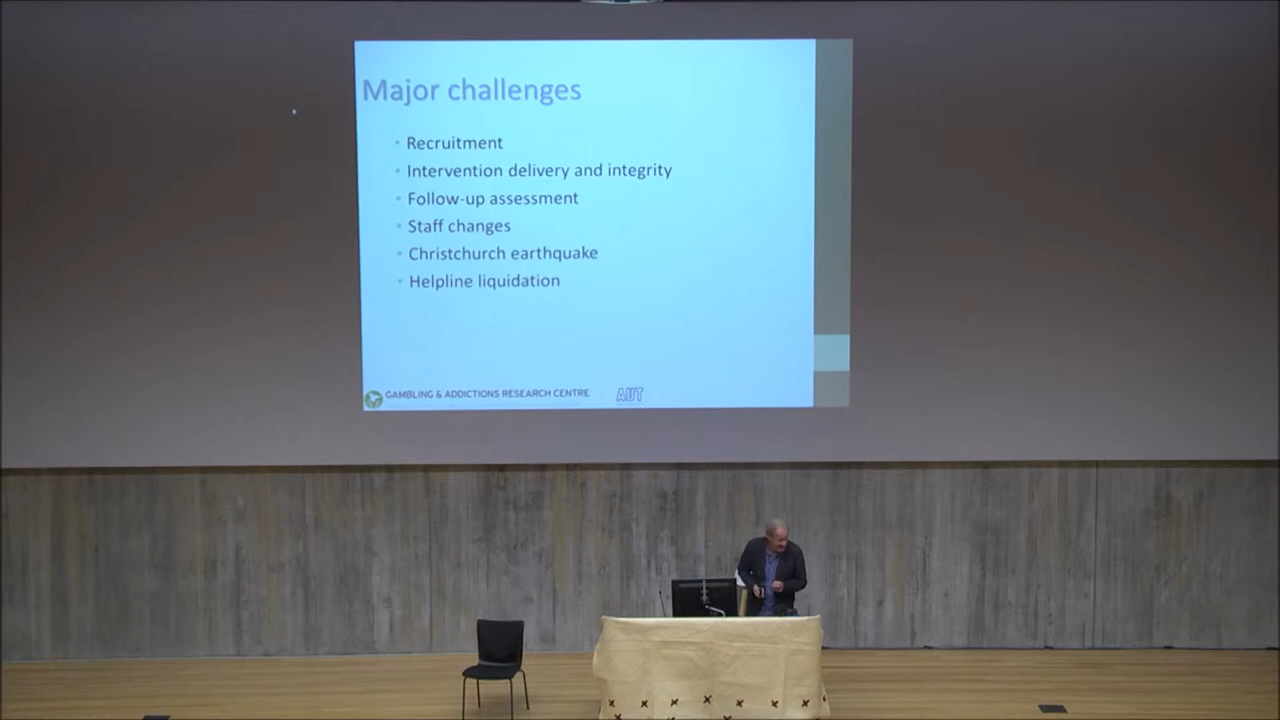 Major challenges
• Recruitment
• Intervention delivery and integrity
• Follow-up assessment
• Staff changes
• Christchurch earthquake
• Helpline liquidation
GAMBLING & ADDICTIONS RESEARCH CENTRE AUT